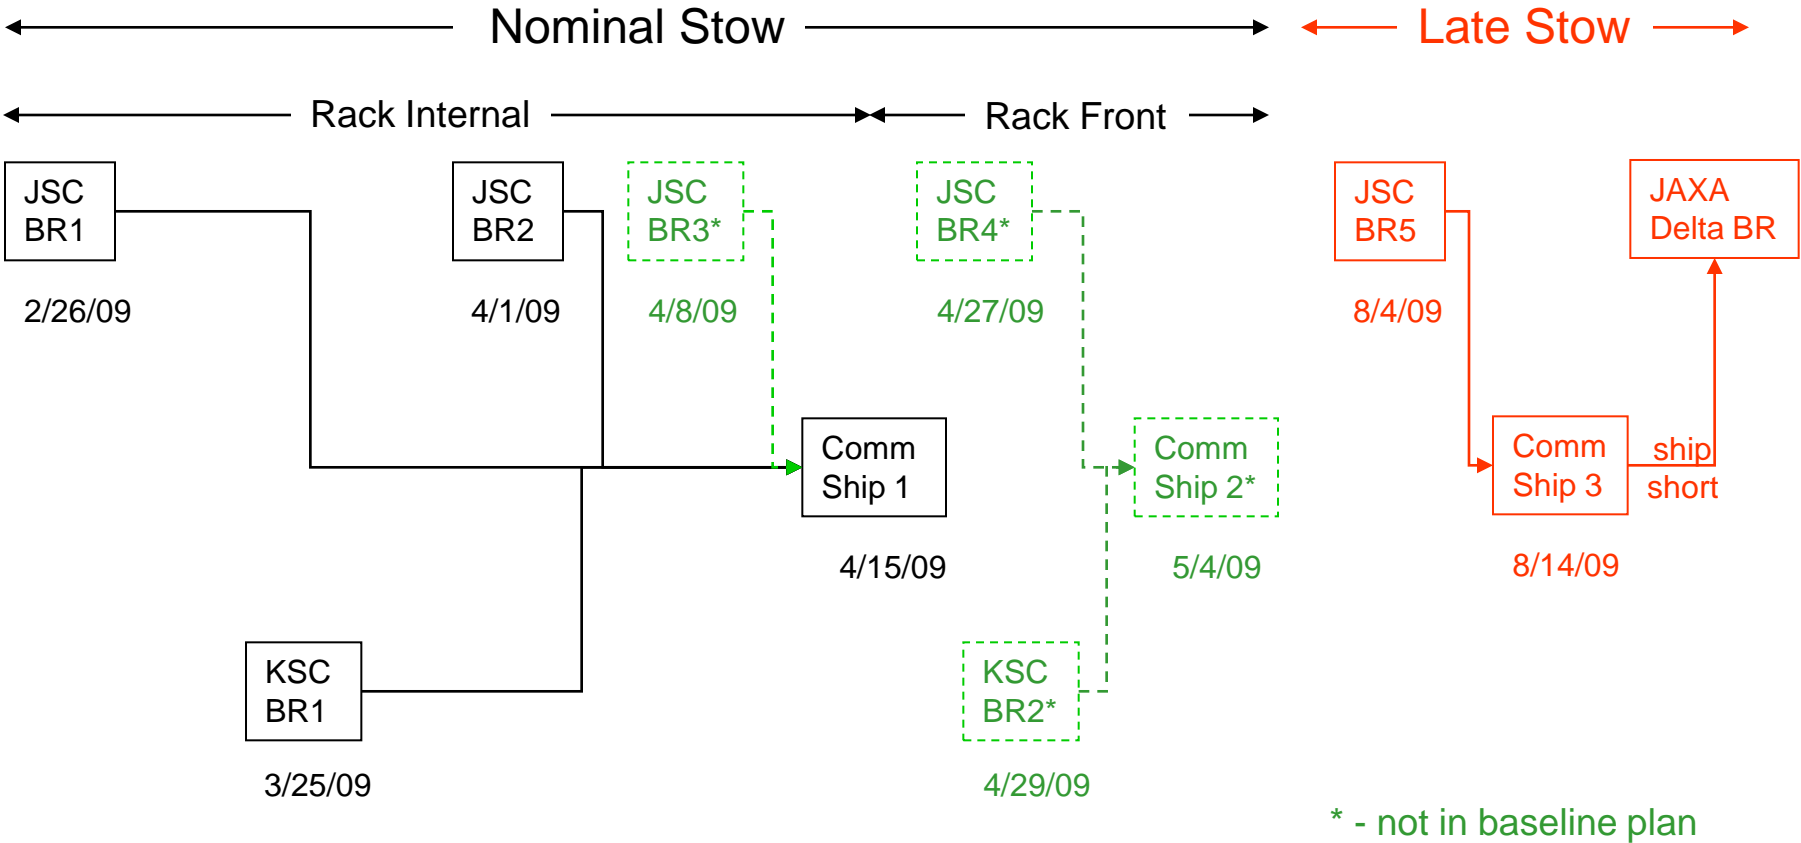 Nominal Stow
Late Stow
Rack Internal
Rack Front
JSC
BR1
2/26/09
JSC
BR2
4/1/09
JSC
BR3*
4/8/09
JSC
BR4*
4/27/09
JSC
BR5
8/4/09
JAXA
Delta BR
Comm
Ship 1
4/15/09
Comm
Ship 2*
5/4/09
Comm
Ship 3
8/14/09
ship
short
KSC
BR1
3/25/09
KSC
BR2*
4/29/09
* - not in baseline plan